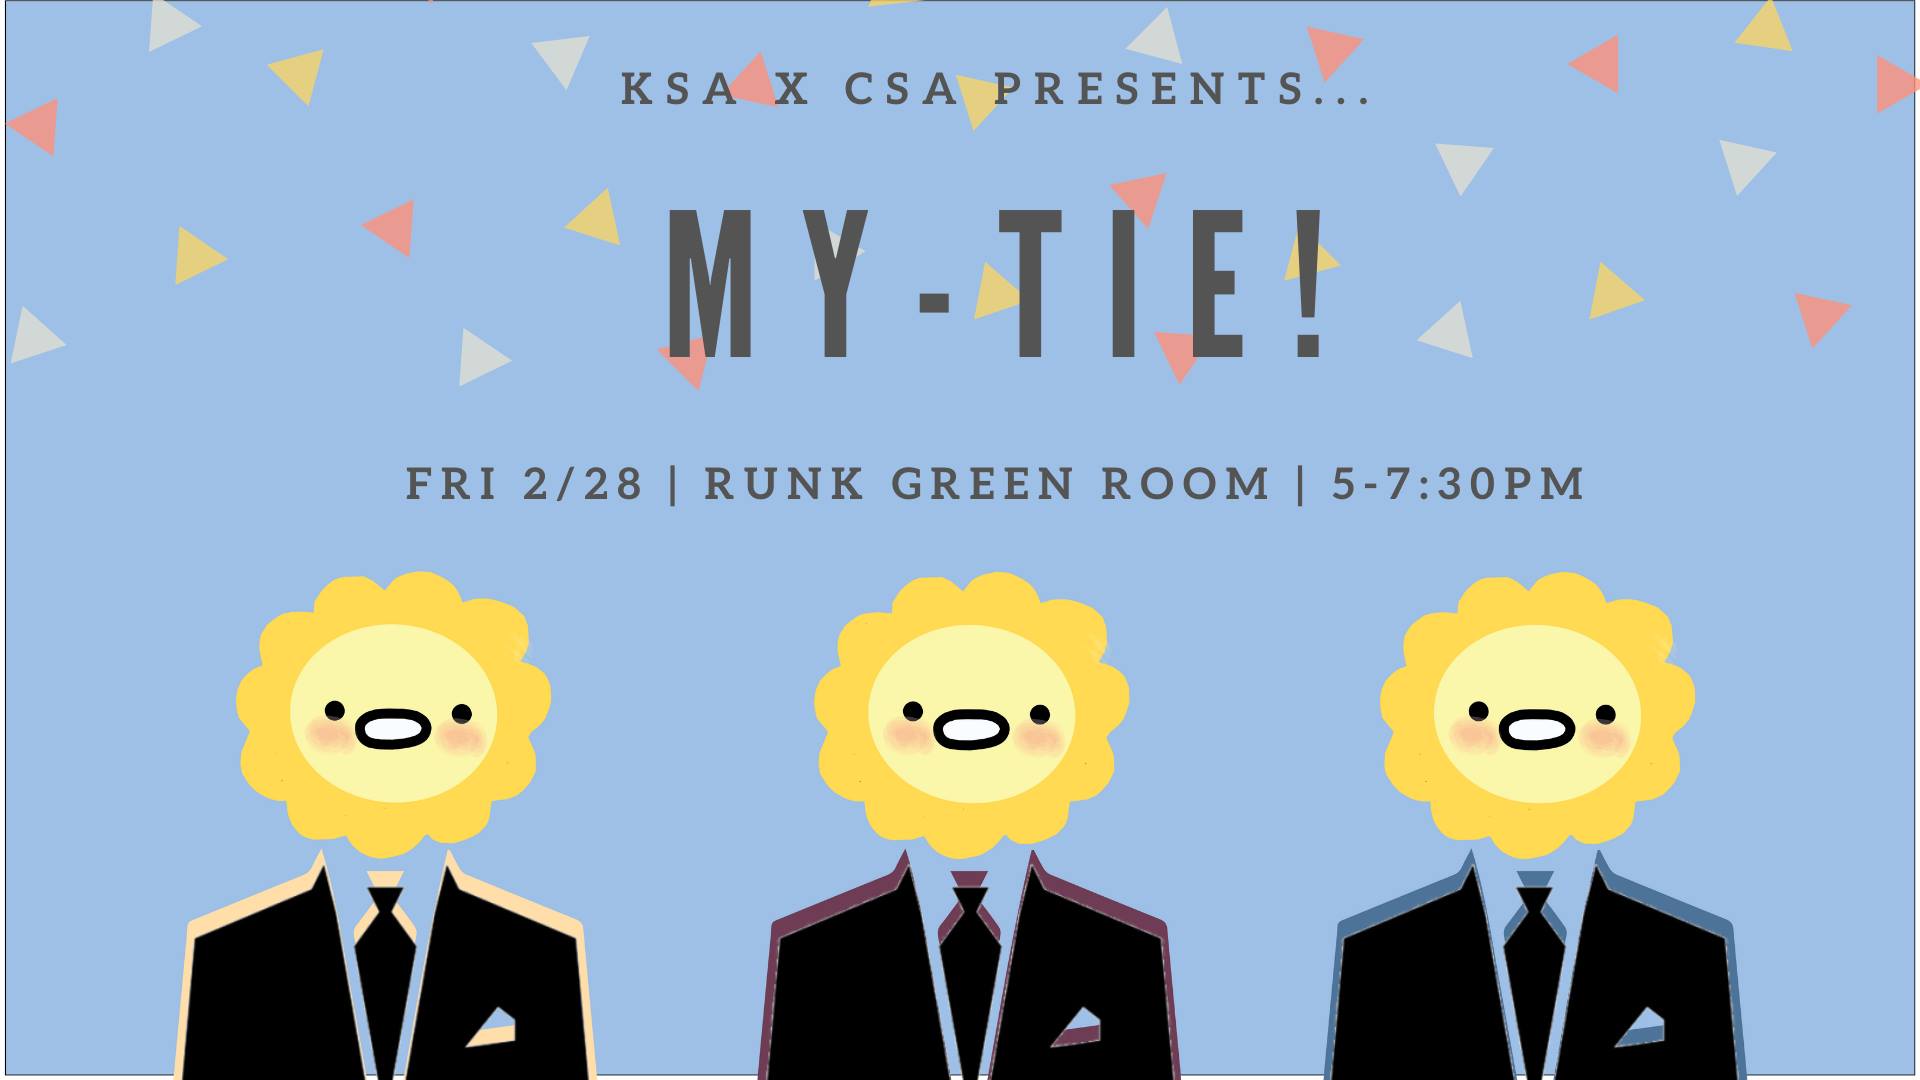 KSA X CSA PRESENTS...
MY-TIE!
FRI 2/28 | RUNK GREEN ROOM | 5-7:30PM